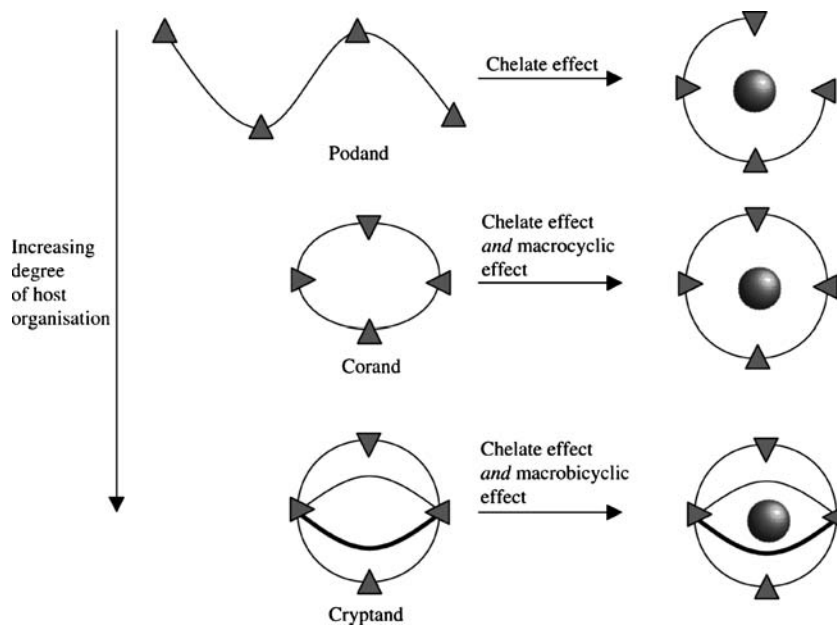 Chelate effect
Podand
Increasing
degree
of host
organisation
Chelate effect
and macrocyclic
effect
Corand
Chelate effect
and macrobicyclic
effect
Cryptand